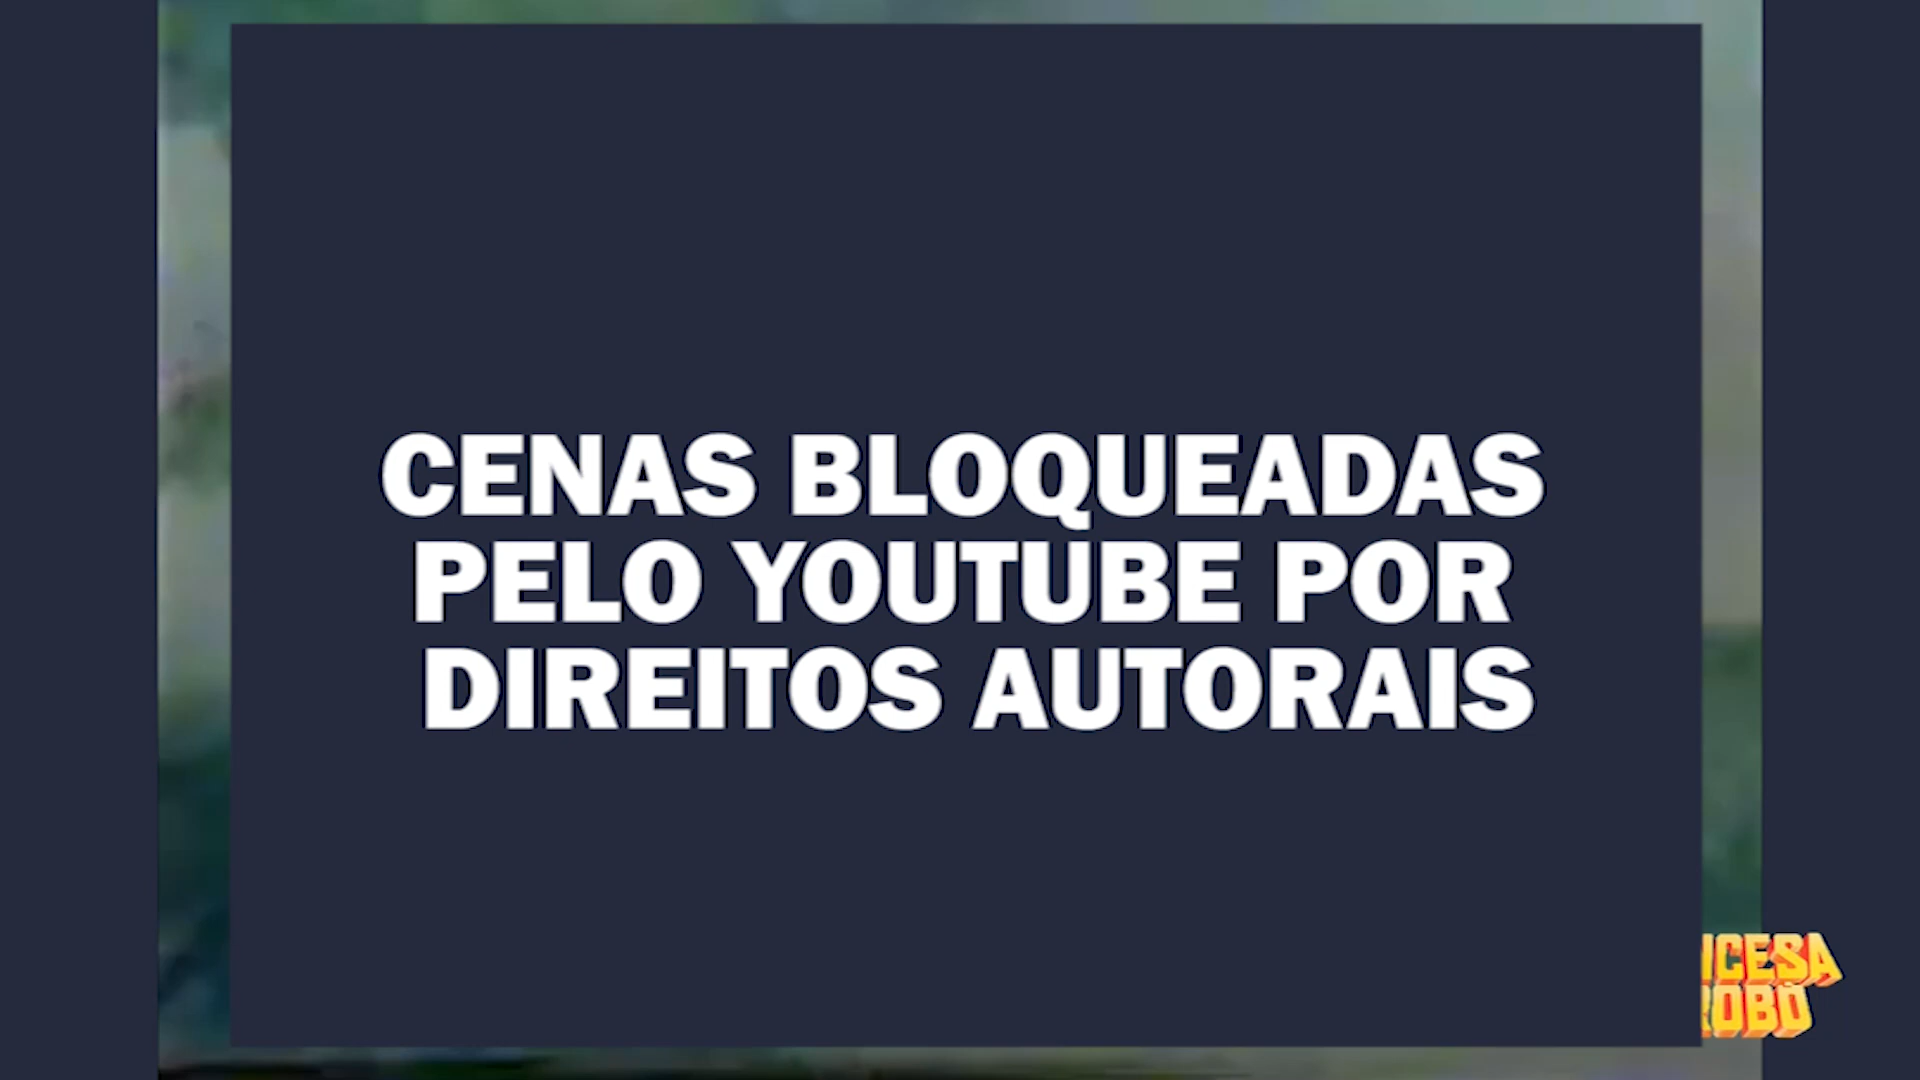 CENAS BLOQUEADAS
PELO YOUTUBE POR
DIREITOS AUTORAIS
ICESA
ROBÔ